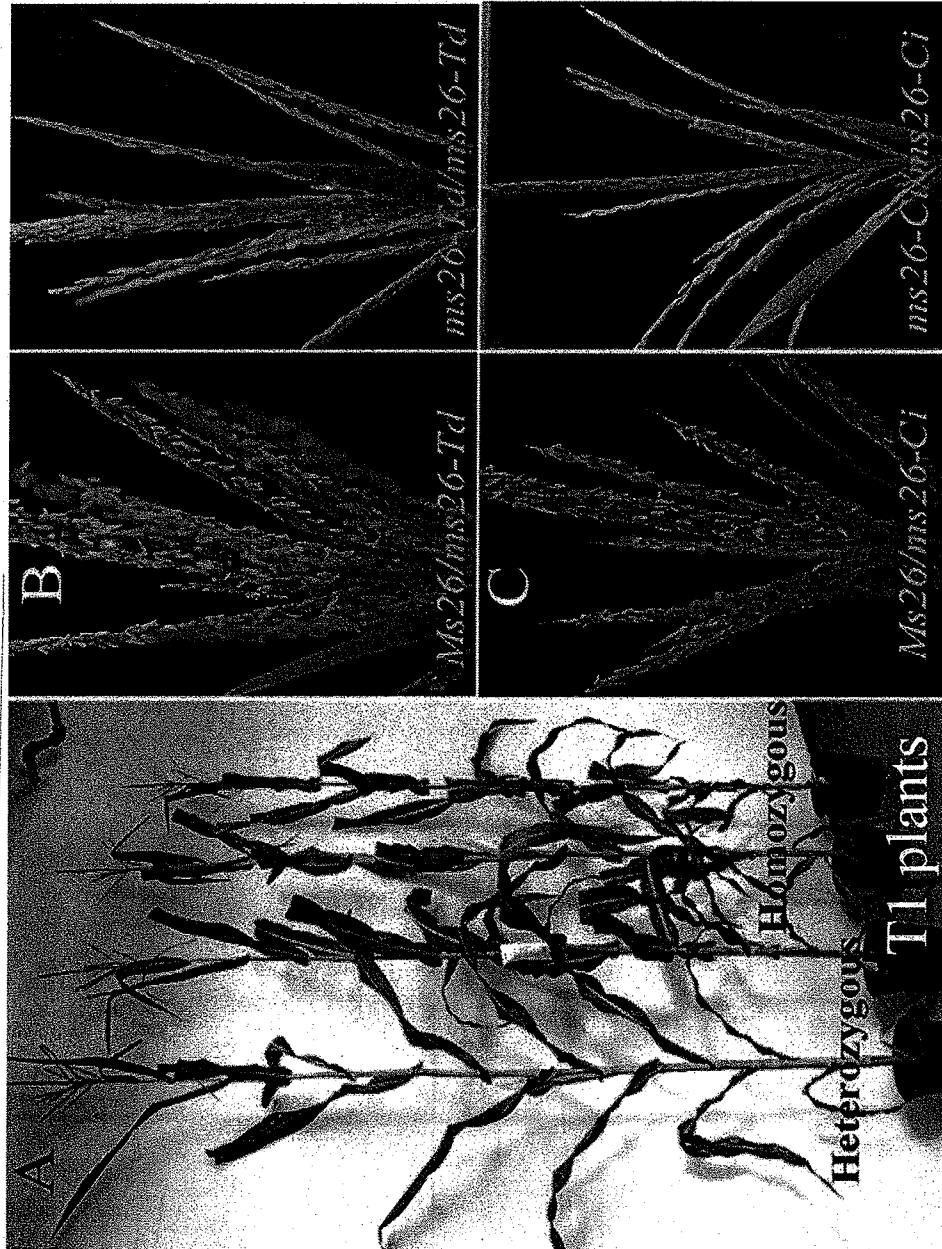 A
Heterozygous
Homozygous
T1 plants
B
Ms26/ms26-Td
ms26-Td/ms26-Td
C
Ms26/ms26-Ci
ms26-Ci/ms26-Ci